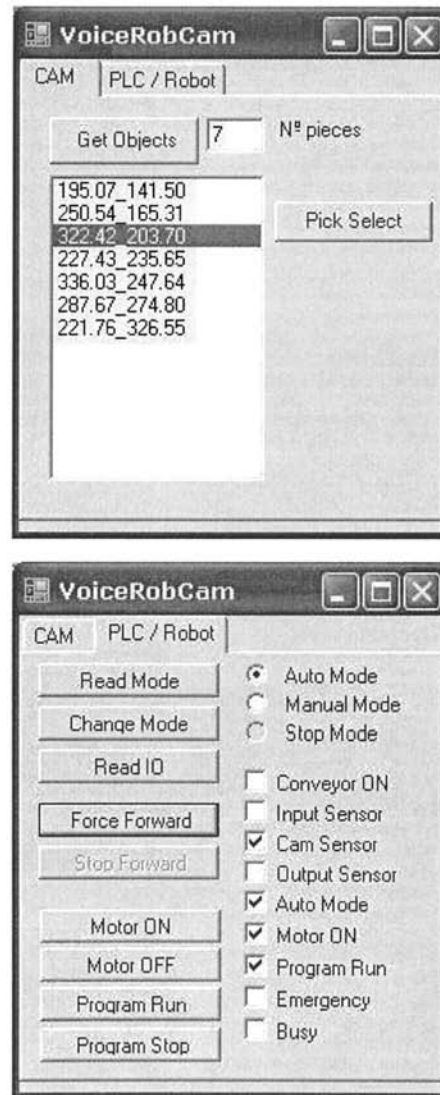 VoiceRobCam
CAM PLC / Robot
Get Objects 7 Nº pieces
195.07_141.50
250.54_165.31
322.42_203.70
Pick Select
227.43_235.65
336.03_247.64
287.67_274.80
221.76_326.55
VoiceRobCam
CAM PLC / Robot
Read Mode
Change Mode
Read IO
Force Forward
Stop Forward
Motor ON
Motor OFF
Program Run
Program Stop
Auto Mode
Manual Mode
Stop Mode
Conveyor ON
Input Sensor
Cam Sensor
Output Sensor
Auto Mode
Motor ON
Program Run
Emergency
Busy